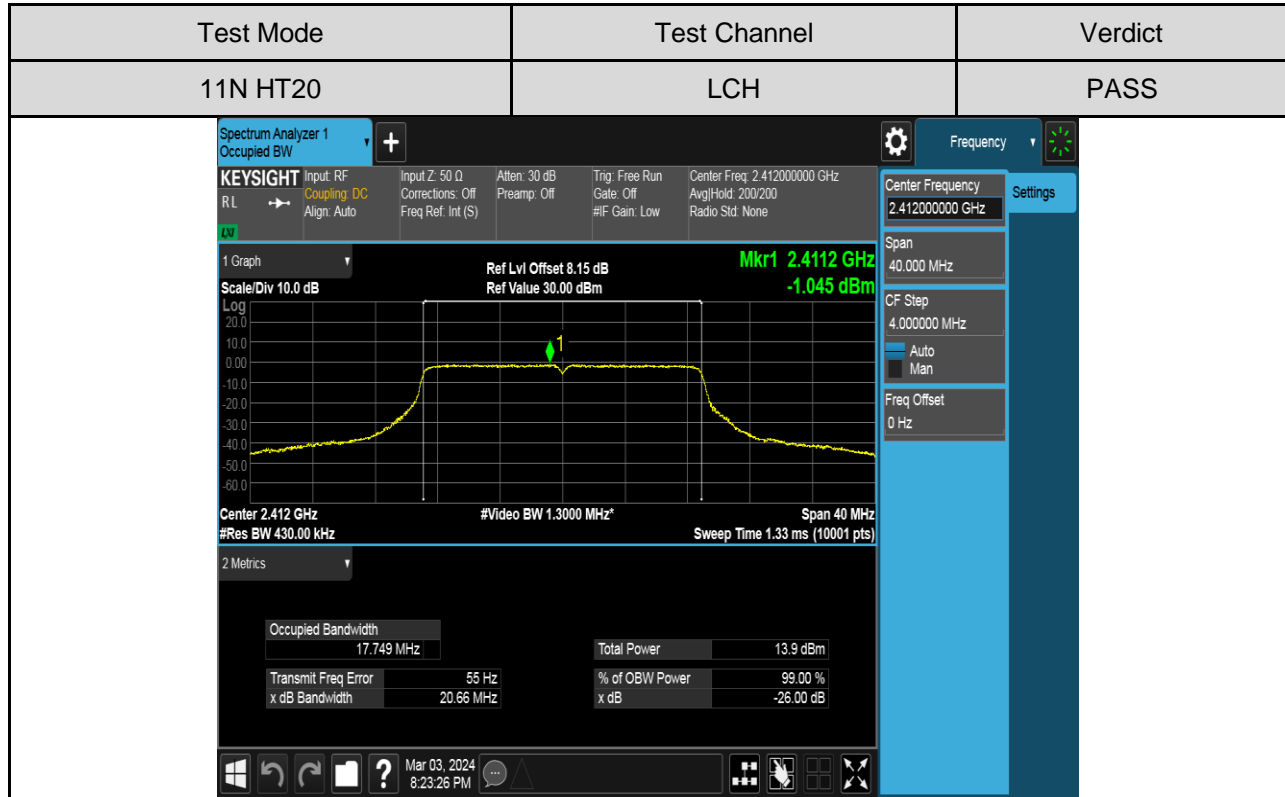 Test Mode Test Channel Verdict
11N HT20 LCH PASS
Spectrum Analyzer 1
Occupied BW
+
Frequency
KEYSIGHT Input: RF Input Z: 50 Ω Atten: 30 dB Trig: Free Run Center Freq: 2.412000000 GHz
RL Coupling: DC Corrections: Off Preamp: Off Gate: Off Avg|Hold: 200/200
Align: Auto Freq Ref: Int (S) #IF Gain: Low Radio Std: None
LXI
Center Frequency
2.412000000 GHz
Settings
Span
40.000 MHz
CF Step
4.000000 MHz
Auto
Man
Freq Offset
0 Hz
1 Graph
Ref Lvl Offset 8.15 dB
Mkr1 2.4112 GHz
Scale/Div 10.0 dB Ref Value 30.00 dBm -1.045 dBm
Log
20.0
10.0
1
0.00
-10.0
-20.0
-30.0
-40.0
-50.0
-60.0
Center 2.412 GHz #Video BW 1.3000 MHz* Span 40 MHz
#Res BW 430.00 kHz Sweep Time 1.33 ms (10001 pts)
2 Metrics
Occupied Bandwidth
17.749 MHz Total Power 13.9 dBm
Transmit Freq Error 55 Hz % of OBW Power 99.00 %
x dB Bandwidth 20.66 MHz x dB -26.00 dB
? Mar 03, 2024
8:23:26 PM